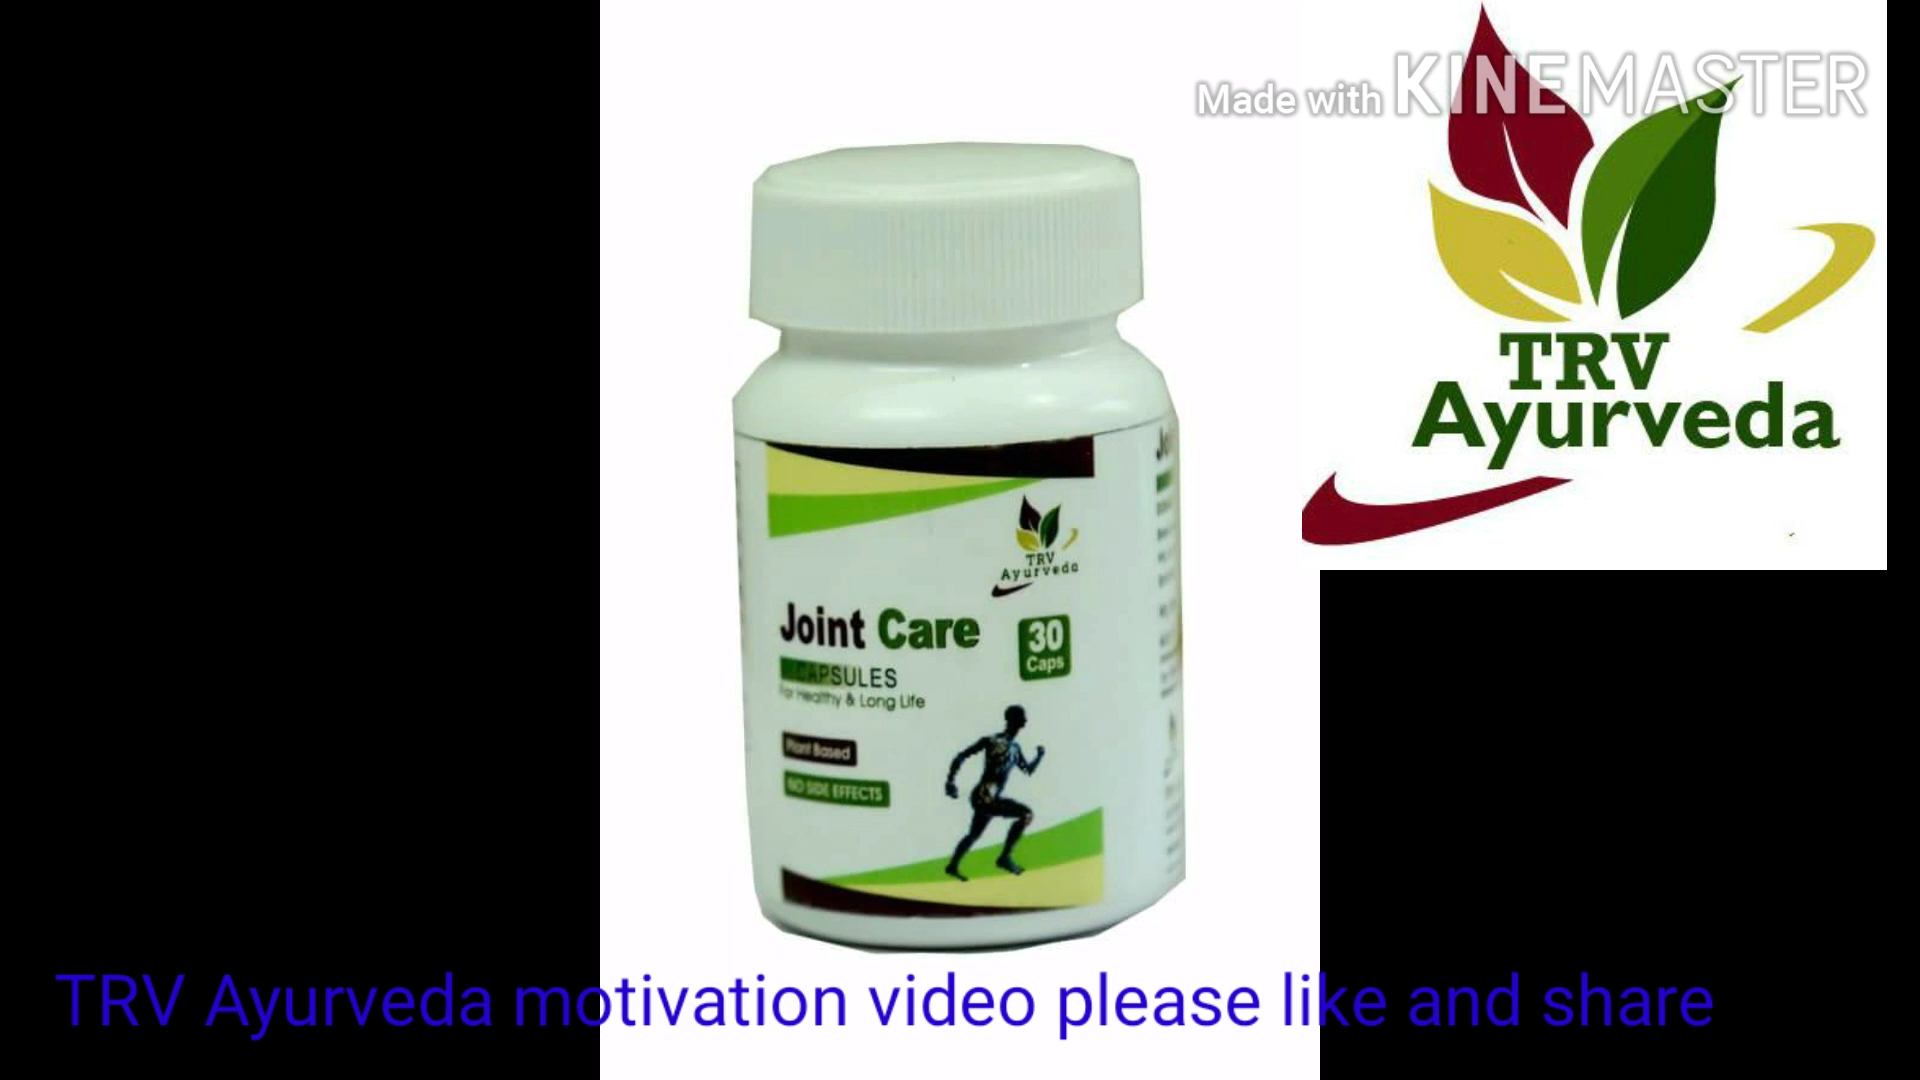 Made with KINEMASTER
TRV
Ayurveda
TRV
Ayurveda
Joint Care
30
Caps
CAPSULES
For Healthy & Long Life
Plant Based
NO SIDE EFFECTS
TRV Ayurveda motivation video please like and share